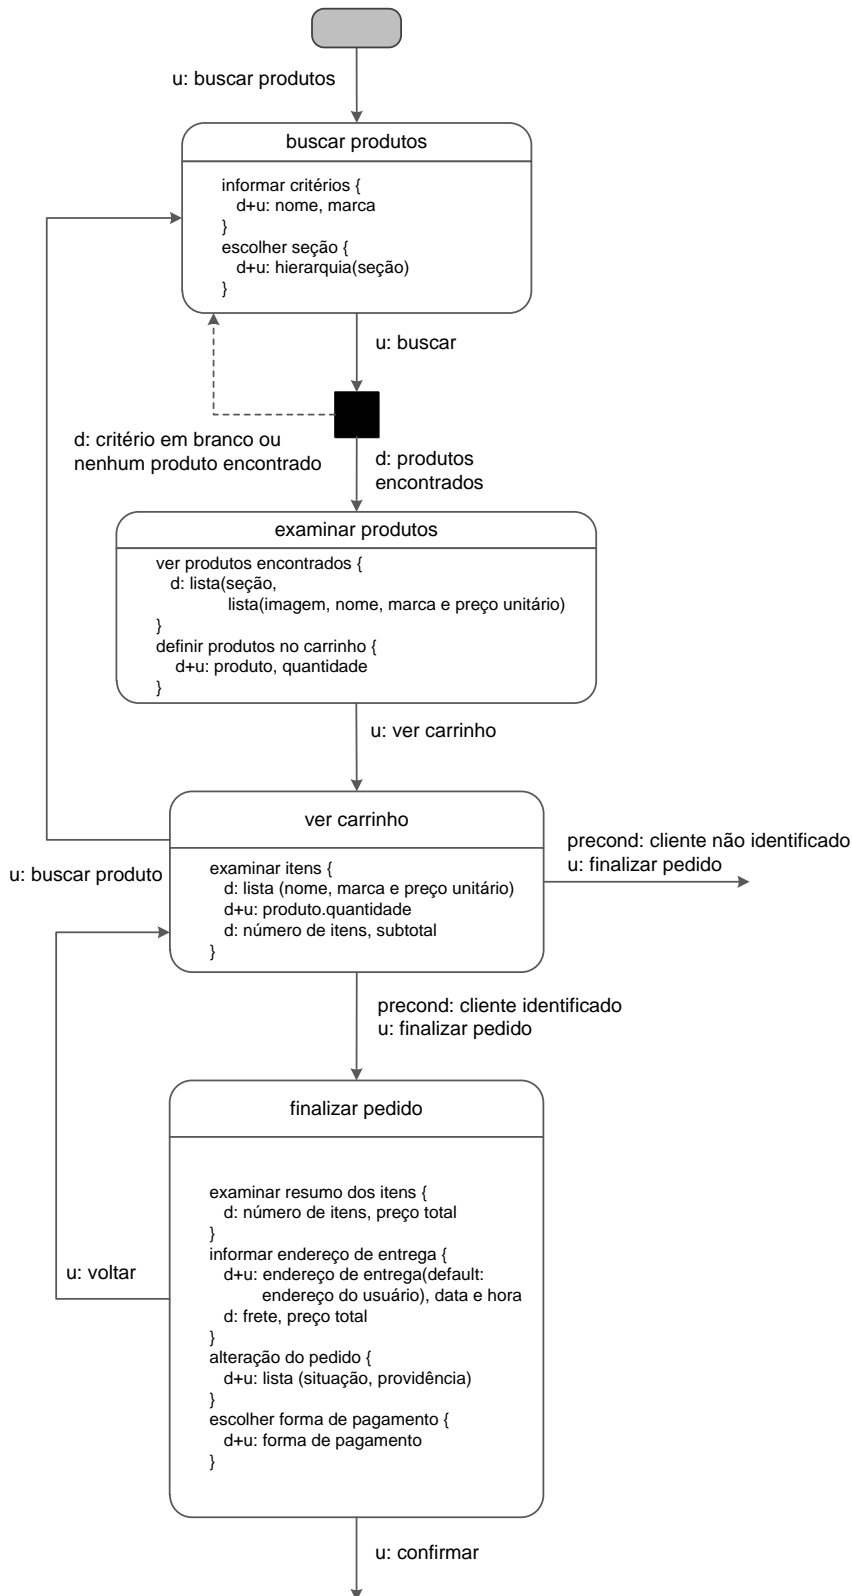 u: buscar produtos
buscar produtos
informar critérios {
d+u: nome, marca
}
escolher seção {
d+u: hierarquia(seção)
}
u: buscar
d: critério em branco ou
nenhum produto encontrado
d: produtos
encontrados
examinar produtos
ver produtos encontrados {
d: lista(seção,
lista(imagem, nome, marca e preço unitário)
}
definir produtos no carrinho {
d+u: produto, quantidade
}
u: ver carrinho
ver carrinho
examinar itens {
d: lista (nome, marca e preço unitário)
d+u: produto.quantidade
d: número de itens, subtotal
}
precond: cliente não identificado
u: finalizar pedido
u: buscar produto
precond: cliente identificado
u: finalizar pedido
finalizar pedido
examinar resumo dos itens {
d: número de itens, preço total
}
informar endereço de entrega {
d+u: endereço de entrega(default:
endereço do usuário), data e hora
d: frete, preço total
}
alteração do pedido {
d+u: lista (situação, providência)
}
escolher forma de pagamento {
d+u: forma de pagamento
}
u: voltar
u: confirmar